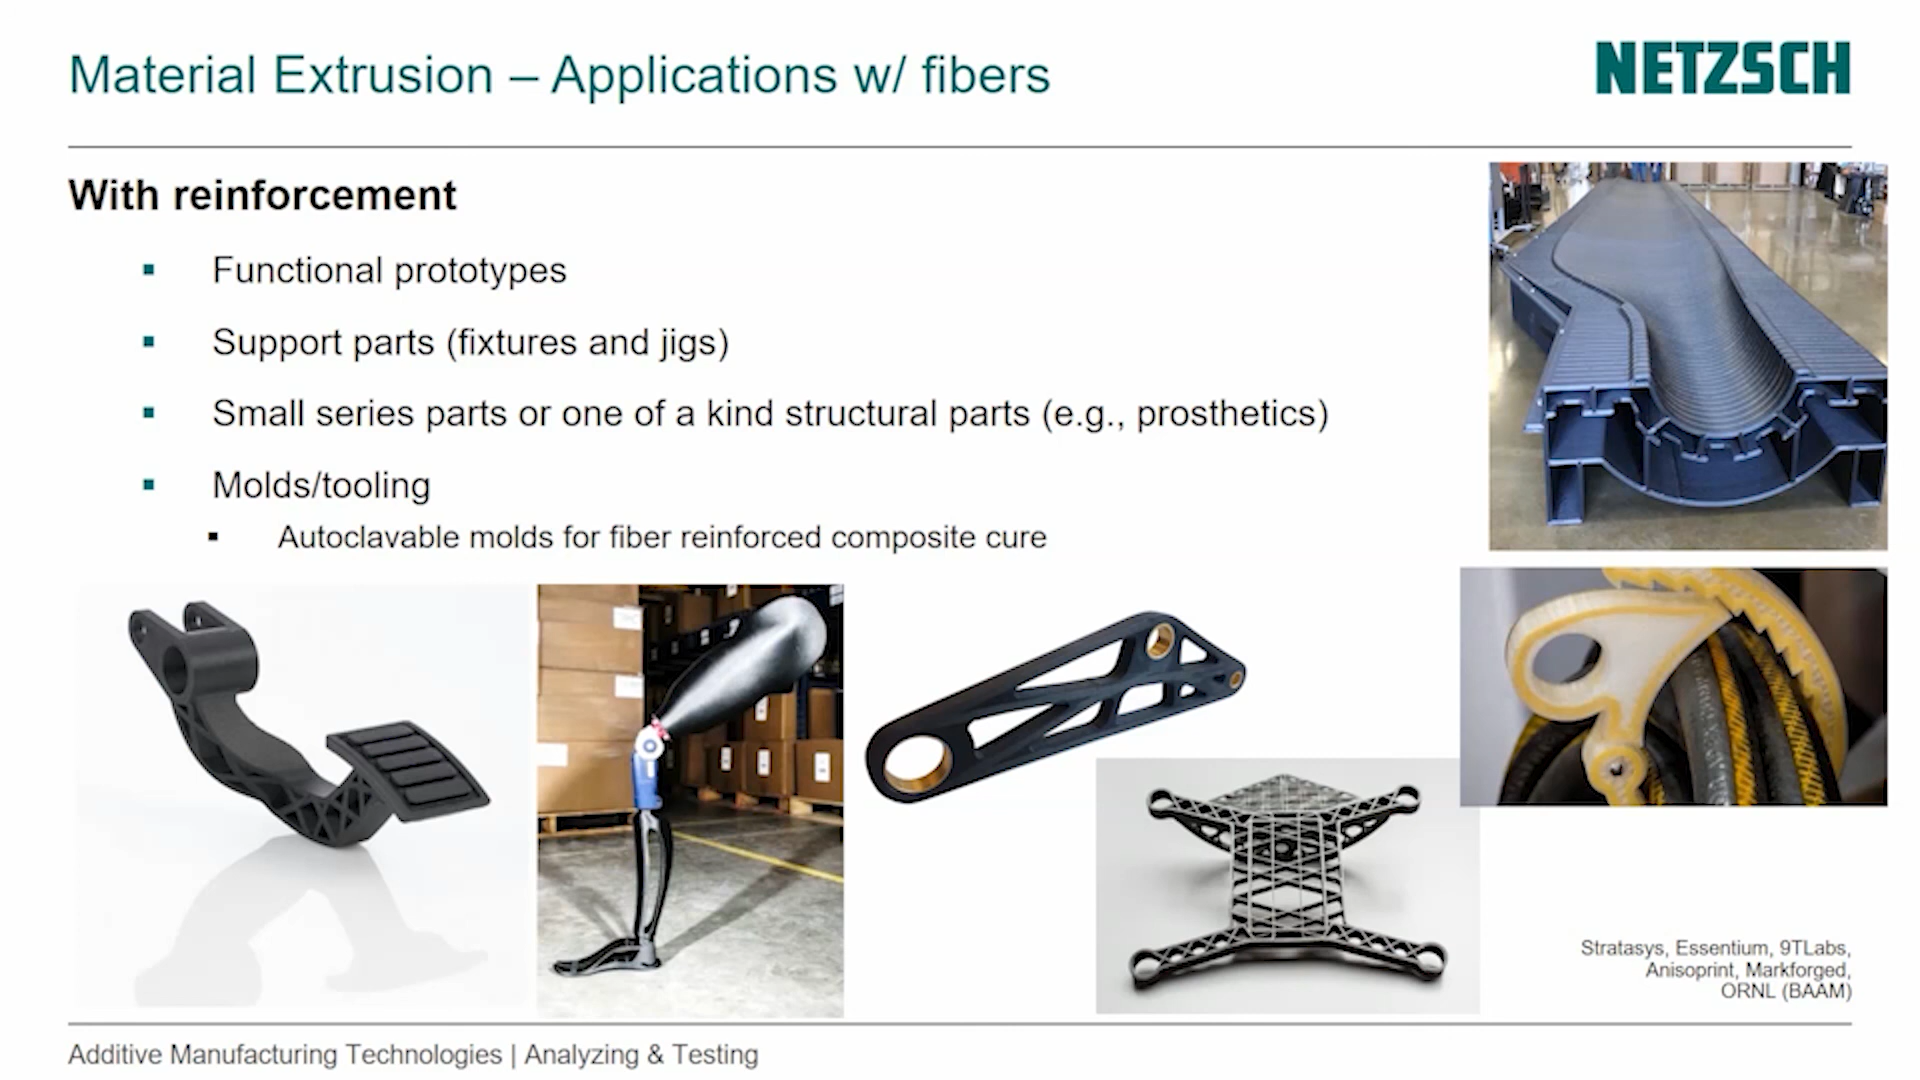 Material Extrusion – Applications w/ fibers
NETZSCH
With reinforcement
▪ Functional prototypes
▪ Support parts (fixtures and jigs)
▪ Small series parts or one of a kind structural parts (e.g., prosthetics)
▪ Molds/tooling
▪ Autoclavable molds for fiber reinforced composite cure
Stratasys, Essentium, 9TLabs,
Anisoprint, Markforged,
ORNL (BAAM)
Additive Manufacturing Technologies | Analyzing & Testing